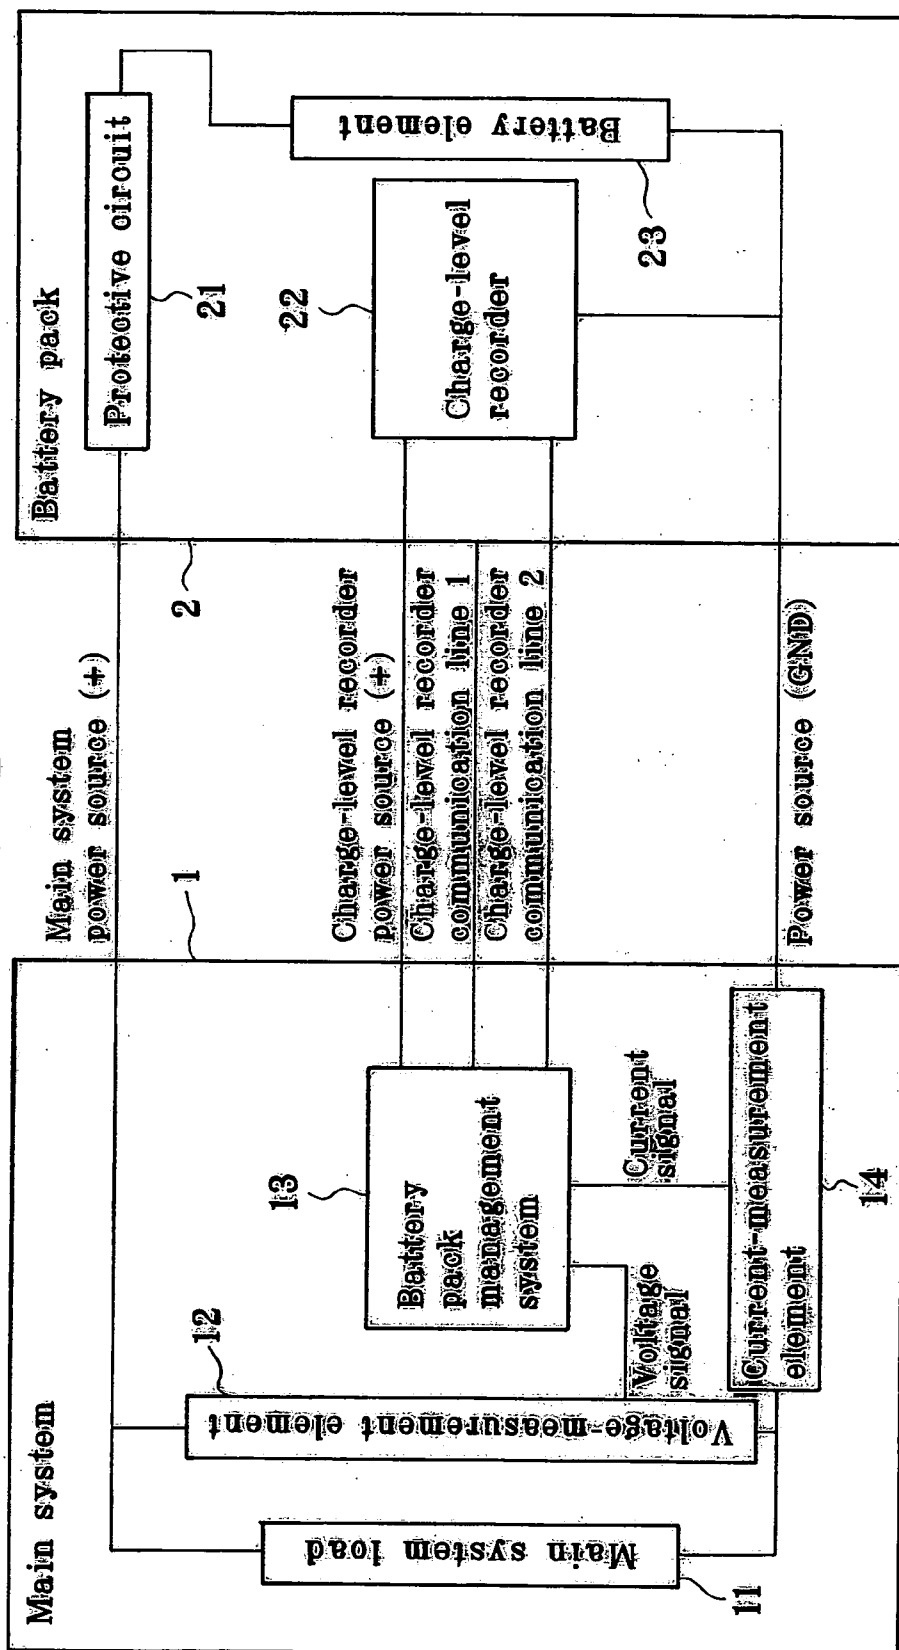 Main system
Main system
power source (+)
Battery pack
1
2
Protective circuit
21
12
13
Battery
pack
management
system
Charge-level recorder
power source (+)
Charge-level recorder
communication line 1
Charge-level recorder
communication line 2
22
Charge-level
recorder
Battery element
23
Main system load
11
Voltage-measurement element
Voltage
signal
Current
signal
Current-measurement
element
14
Power source (GND)